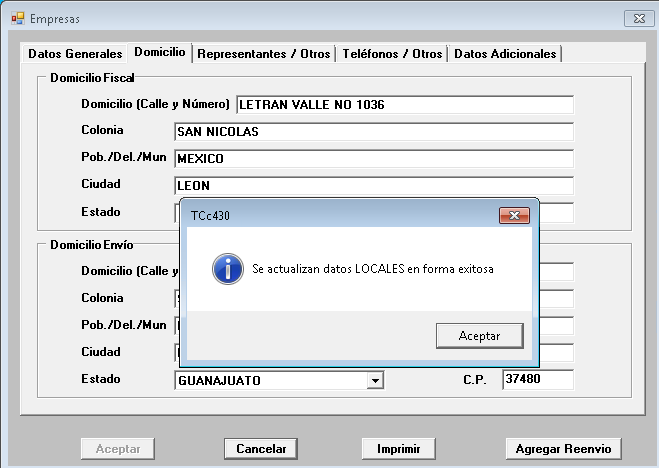 Empresas
Datos Generales Domicilio Representantes / Otros Teléfonos / Otros Datos Adicionales
Domicilio Fiscal
Domicilio (Calle y Número) LETRAN VALLE NO 1036
Colonia SAN NICOLAS
Pob./Del./Mun MEXICO
Ciudad LEON
Estado
TCc430
Se actualizan datos LOCALES en forma exitosa
Aceptar
Domicilio Envío
Domicilio (Calle y
Colonia
Pob./Del./Mun
Ciudad
Estado GUANAJUATO C.P. 37480
Aceptar Cancelar Imprimir Agregar Reenvio